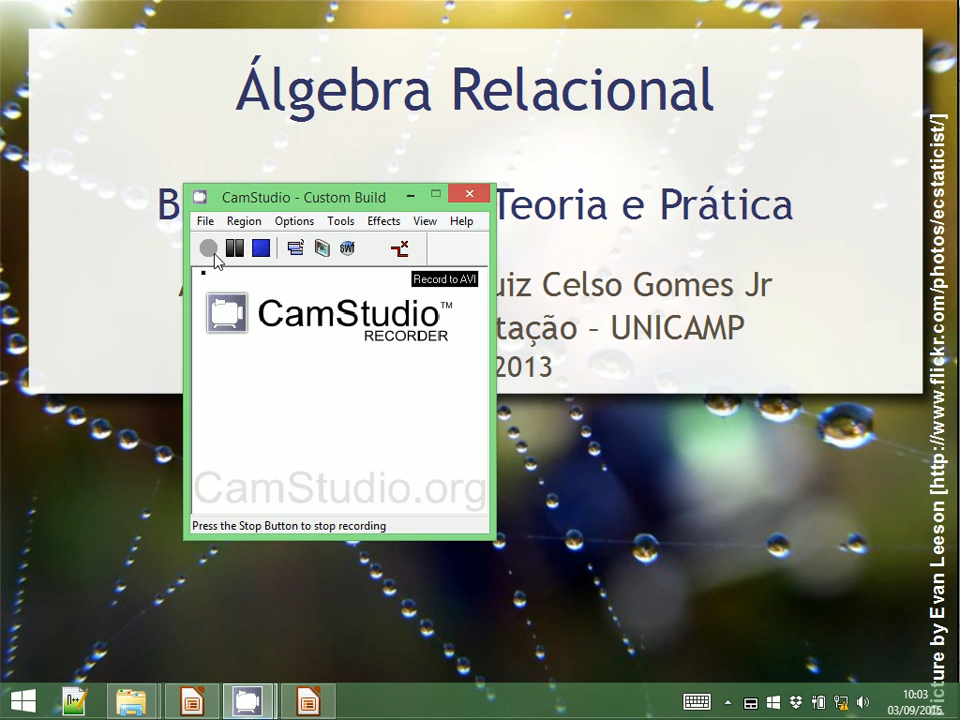 Álgebra Relacional
B Teoria e Prática
uiz Celso Gomes Jr
tação – UNICAMP
2013
CamStudio - Custom Build
File Region Options Tools Effects View Help
SWF
Record to AVI
CamStudio™
RECORDER
CamStudio.org
Press the Stop Button to stop recording
picture by Evan Leeson [http://www.flickr.com/photos/ecstaticist/]
10:03
03/09/2015